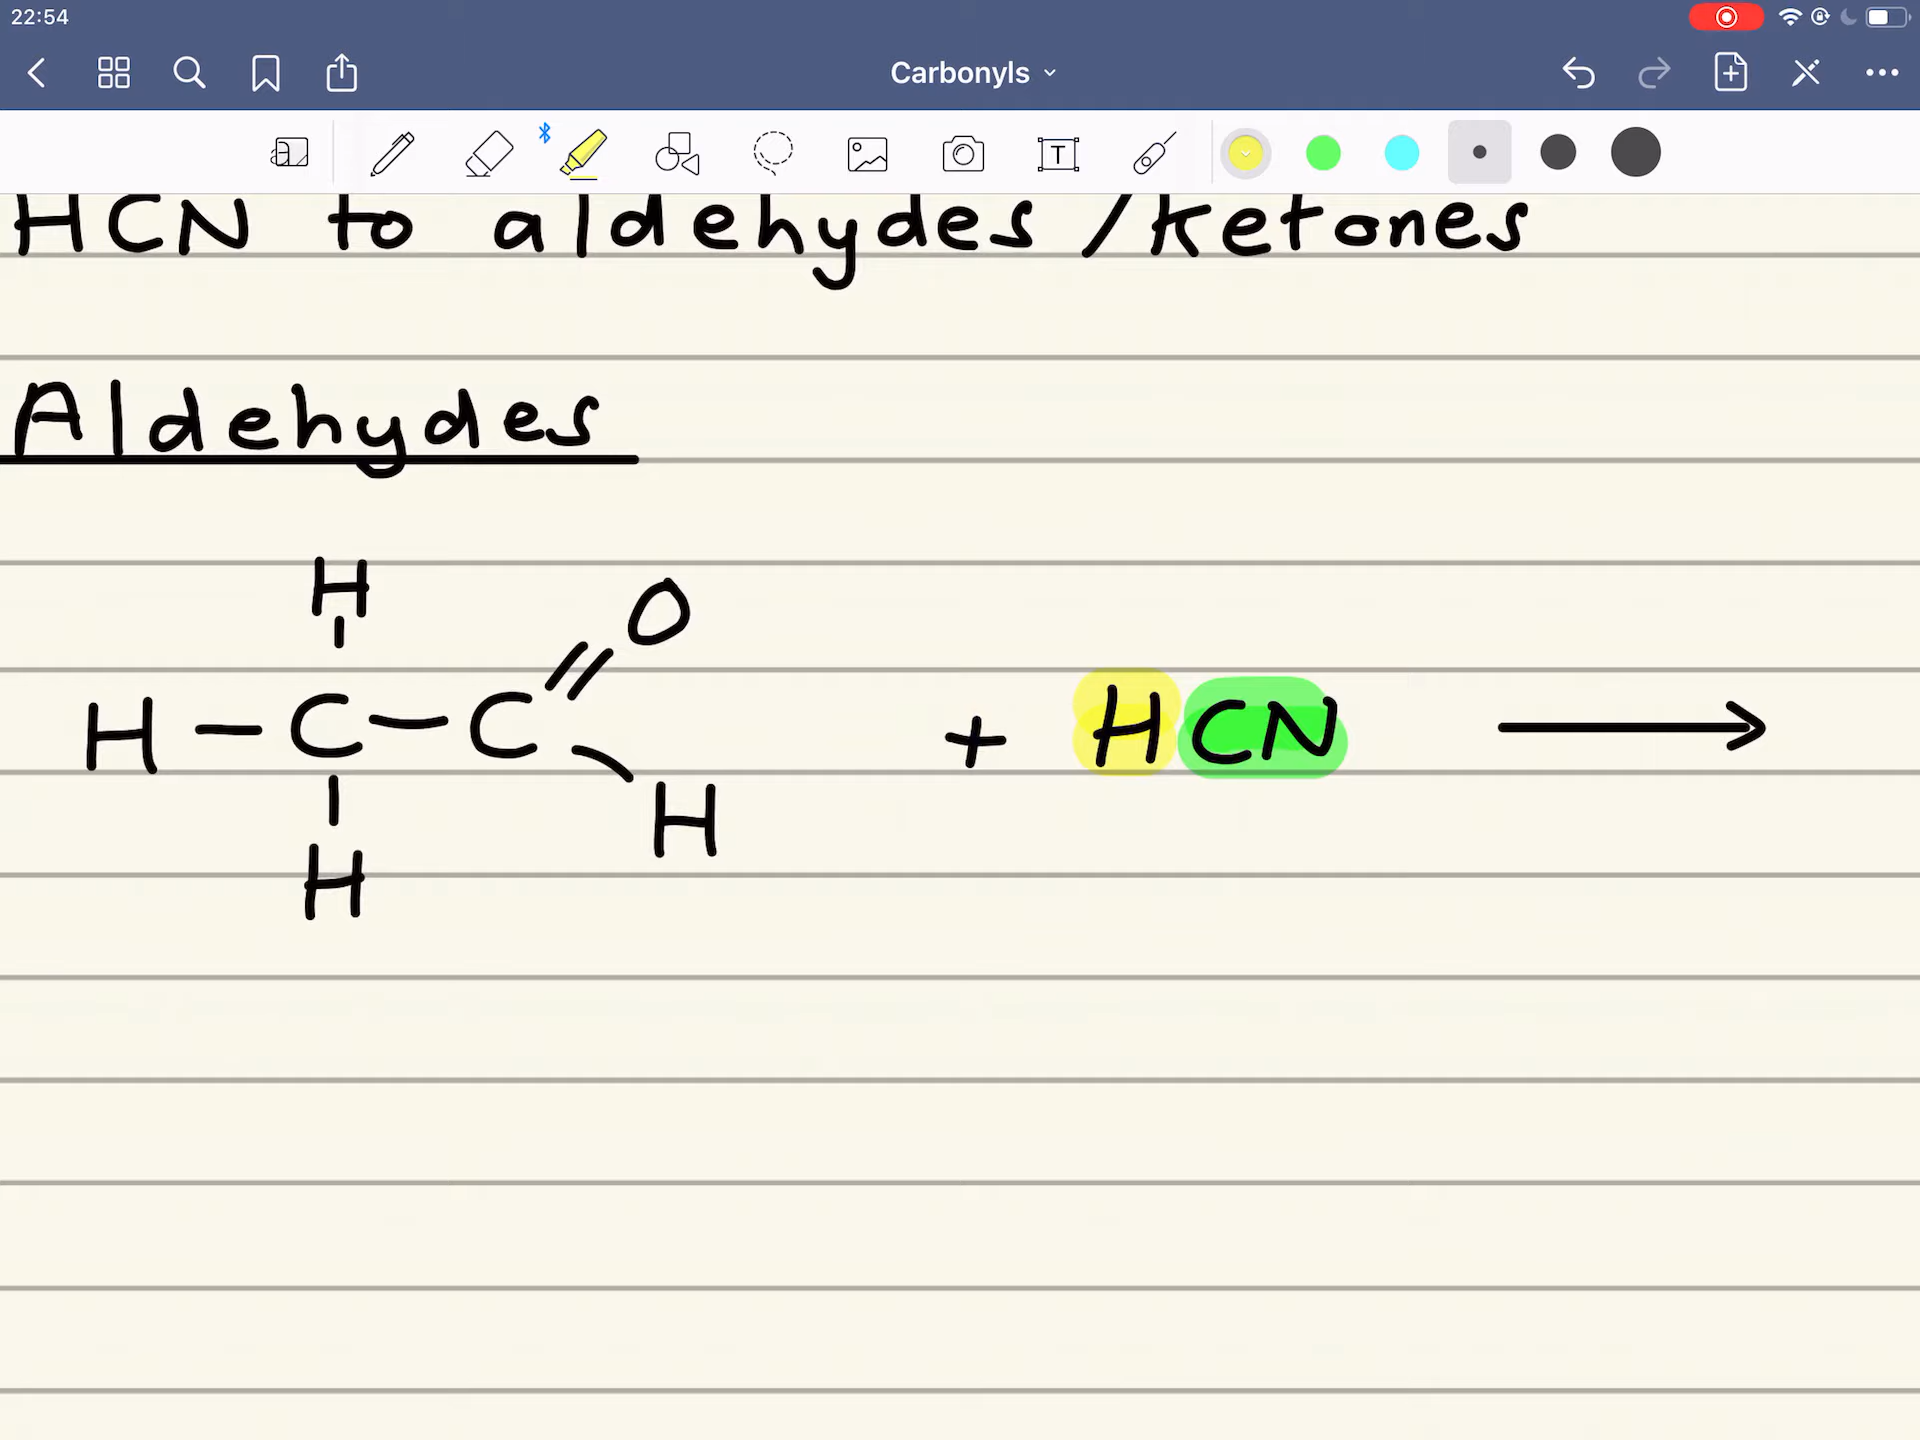 22:54
Carbonyls
a
T
HCN to aldehydes/ketones
Aldehydes
H
O
H - C - C + HCN →
H
H